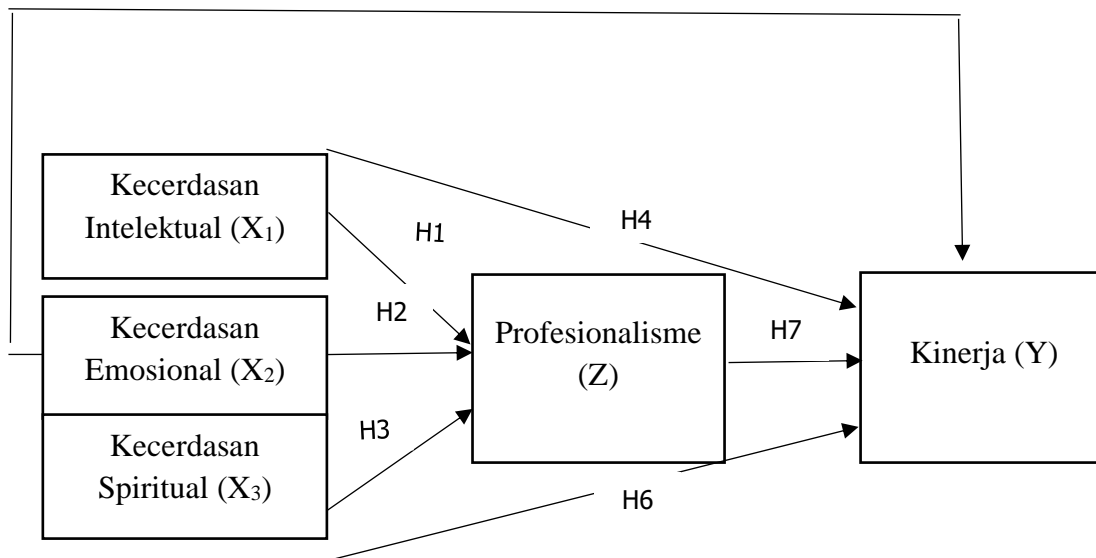 Kecerdasan
Intelektual (X₁)
H1
H4
Kecerdasan
Emosional (X₂)
H2
Profesionalisme
(Z)
H7
Kinerja (Y)
Kecerdasan
Spiritual (X₃)
H3
H6